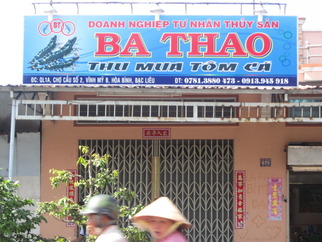 DOANH NGHIỆP TƯ NHÂN THỦY SẢN
ĐT
BA THAO
THU MUA TÔM CÁ
ĐC: QL1A, CHỢ CẦU SỐ 2, VĨNH MỸ B, HÒA BÌNH, BẠC LIÊU
ĐT: 0781.3880 473 - 0913.945 918